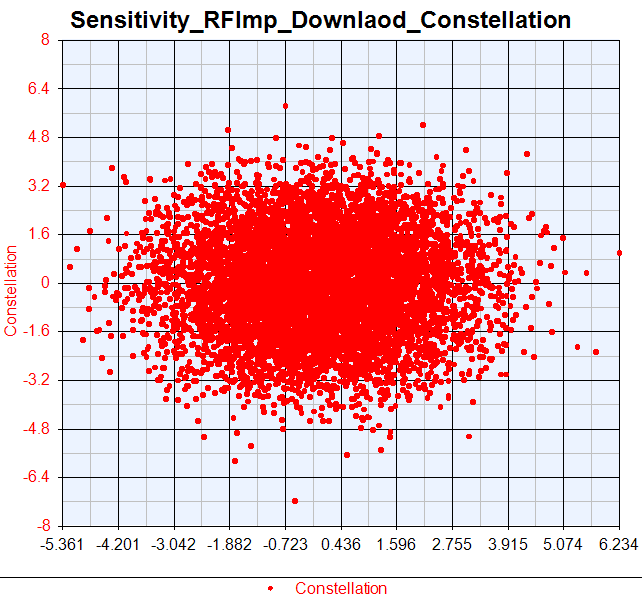 Sensitivity_RFImp_Downlaod_Constellation
8
6.4
4.8
3.2
1.6
0
-1.6
-3.2
-4.8
-6.4
-8
Constellation
-5.361 -4.201 -3.042 -1.882 -0.723 0.436 1.596 2.755 3.915 5.074 6.234
Constellation